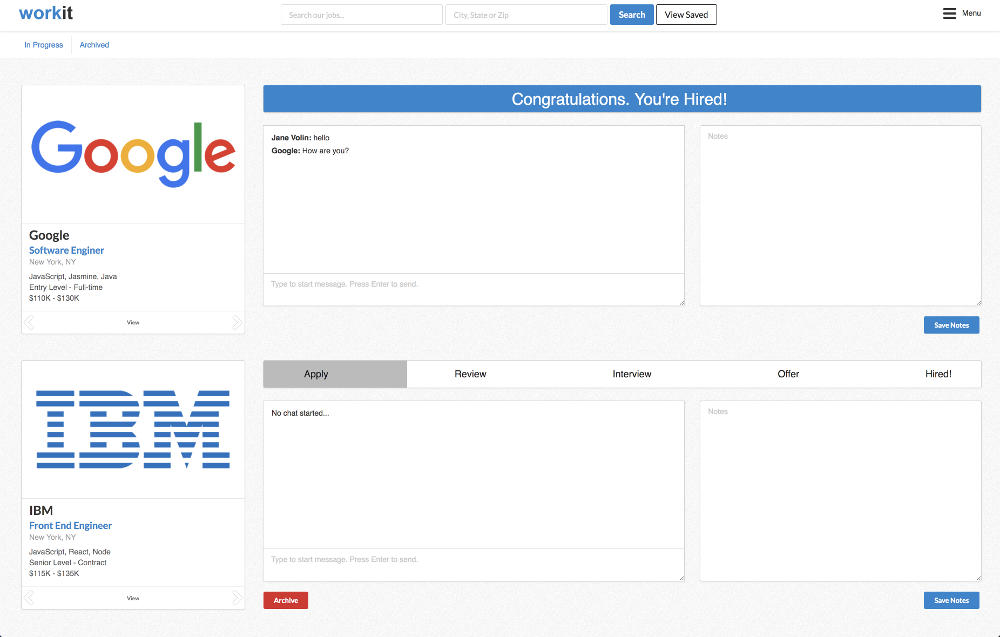 workit
Search our jobs...
City, State or Zip
Search
View Saved
Menu
In Progress
Archived
Google
Google
Software Enginer
New York, NY
JavaScript, Jasmine, Java
Entry Level - Full-time
$110K - $130K
View
Congratulations. You're Hired!
Jane Volin: hello
Google: How are you?
Type to start message. Press Enter to send.
Notes
Save Notes
IBM
IBM
Front End Engineer
New York, NY
JavaScript, React, Node
Senior Level - Contract
$115K - $135K
View
Apply Review Interview Offer Hired!
No chat started...
Type to start message. Press Enter to send.
Archive
Notes
Save Notes